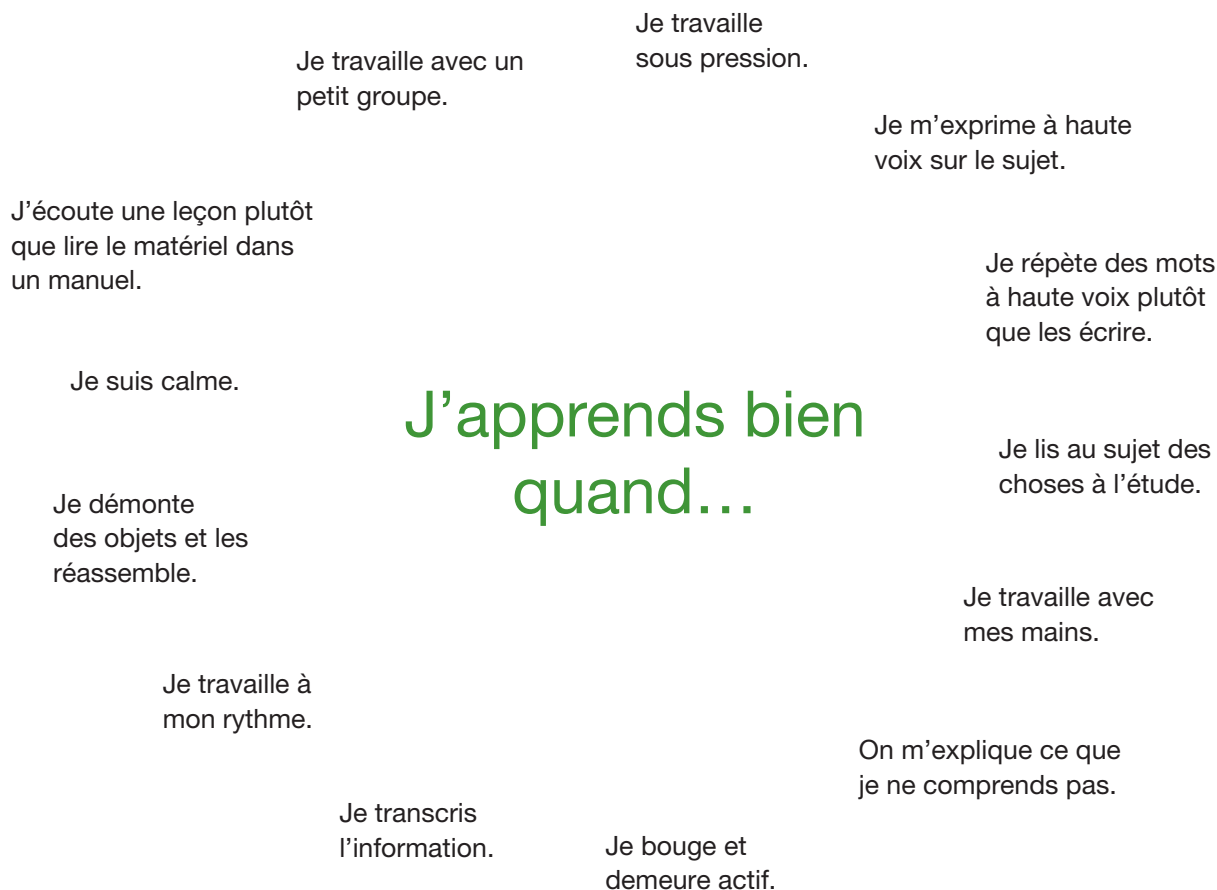 Je travaille
sous pression.
Je travaille avec un
petit groupe.
Je m’exprime à haute
voix sur le sujet.
J’écoute une leçon plutôt
que lire le matériel dans
un manuel.
Je répète des mots
à haute voix plutôt
que les écrire.
Je suis calme.
J’apprends bien
quand…
Je lis au sujet des
choses à l’étude.
Je démonte
des objets et les
réassemble.
Je travaille avec
mes mains.
Je travaille à
mon rythme.
On m’explique ce que
je ne comprends pas.
Je transcris
l’information.
Je bouge et
demeure actif.